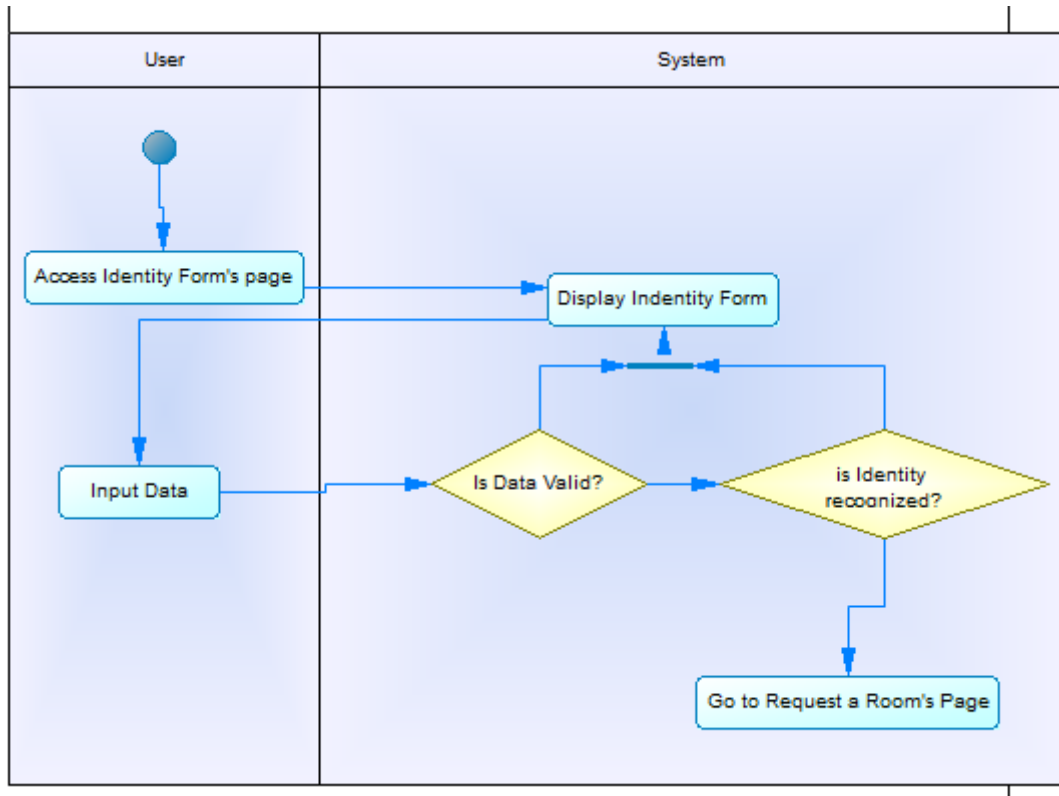 User
System
Access Identity Form's page
Display Indentity Form
Input Data
Is Data Valid?
is Identity
recoanized?
Go to Request a Room's Page